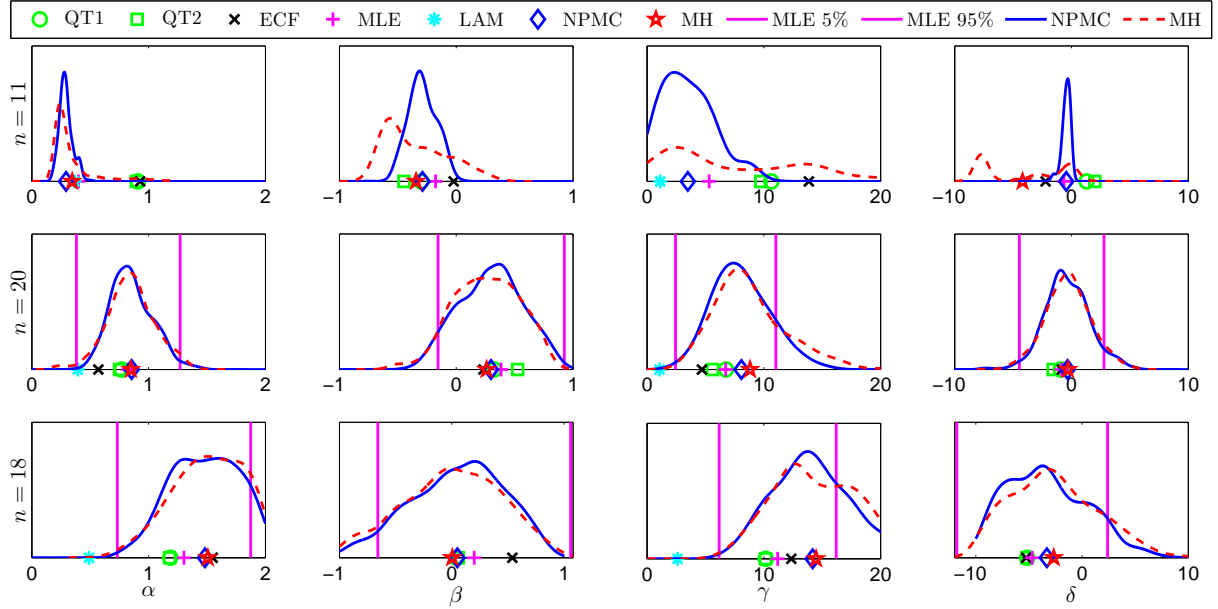 QT1 QT2 ECF MLE LAM NPMC MH MLE 5% MLE 95% NPMC MH
n = 11
0 1 2 −1 0 1 0 10 20 −10 0 10
n = 20
0 1 2 −1 0 1 0 10 20 −10 0 10
n = 18
0 1 2 −1 0 1 0 10 20 −10 0 10
α β γ δ